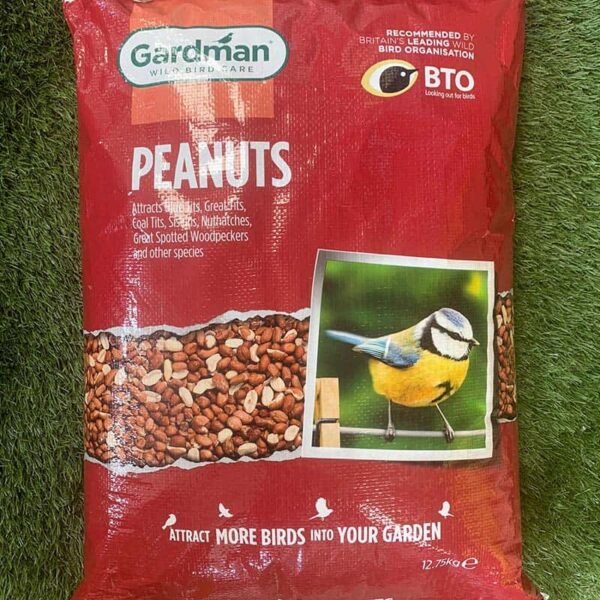 Gardman
WILD BIRD CARE
RECOMMENDED BY
BRITAIN'S LEADING WILD
BIRD ORGANISATION
BTO
Looking out for birds
PEANUTS
Attracts Blue Tits, Great Tits,
Coal Tits, Siskins, Nuthatches,
Great Spotted Woodpeckers
and other species
ATTRACT MORE BIRDS INTO YOUR GARDEN
12.75kg e